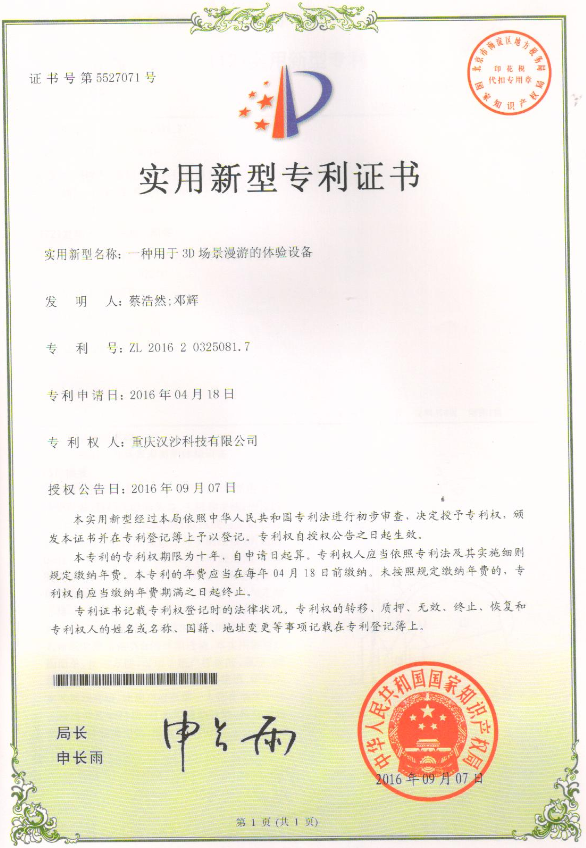 证书号第5527071号
北京市海淀区地方税务局
印花税
代扣专用章
国家知识产权局
实用新型专利证书
实用新型名称：一种用于3D场景漫游的体验设备
发明人：蔡浩然;邓辉
专利号：ZL 2016 2 0325081.7
专利申请日：2016年04月18日
专利权人：重庆汉沙科技有限公司
授权公告日：2016年09月07日
本实用新型经过本局依照中华人民共和国专利法进行初步审查，决定授予专利权，颁
发本证书并在专利登记簿上予以登记。专利权自授权公告之日起生效。
本专利的专利权期限为十年，自申请日起算。专利权人应当依照专利法及其实施细则
规定缴纳年费。本专利的年费应当在每年04月18日前缴纳。未按照规定缴纳年费的，专
利权自应当缴纳年费期满之日起终止。
专利证书记载专利权登记时的法律状况。专利权的转移、质押、无效、终止、恢复和
专利权人的姓名或名称、国籍、地址变更等事项记载在专利登记簿上。
局长
申长雨
申长雨
中华人民共和国国家知识产权局
2016年09月07日
第1页(共1页)